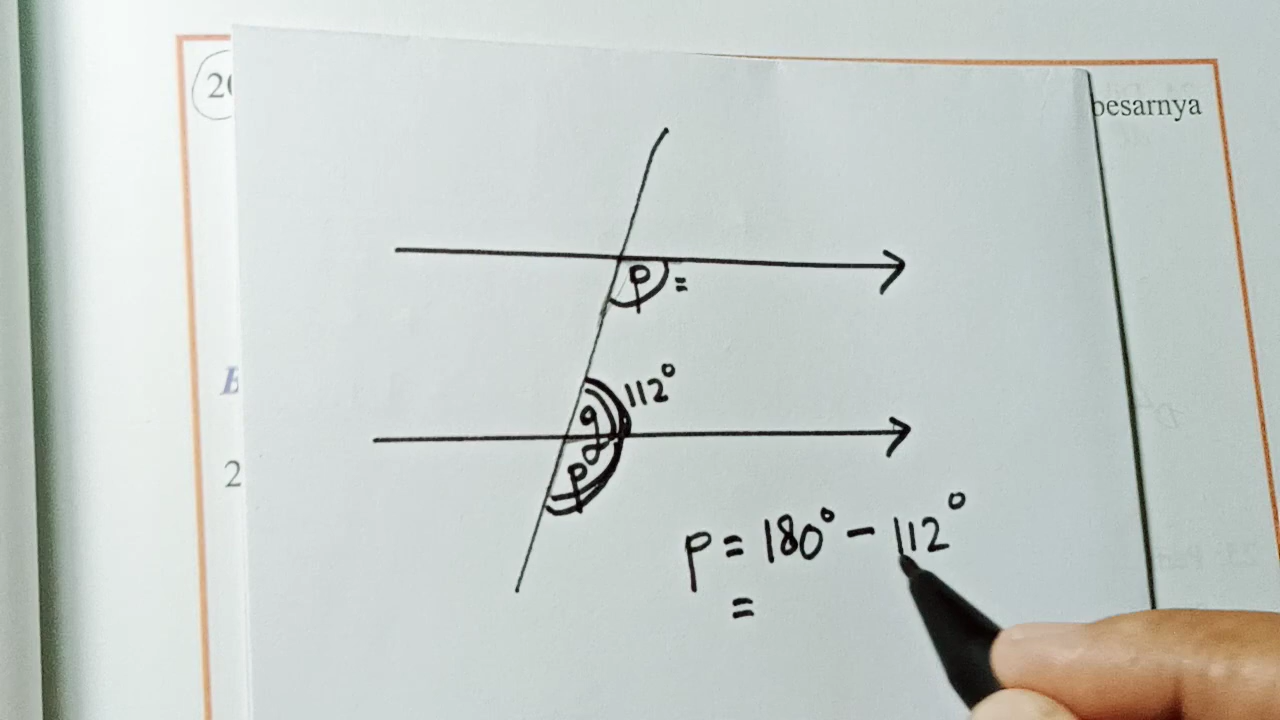 20
besarnya
p =
112°
q
p
2
p = 180° - 112°
=